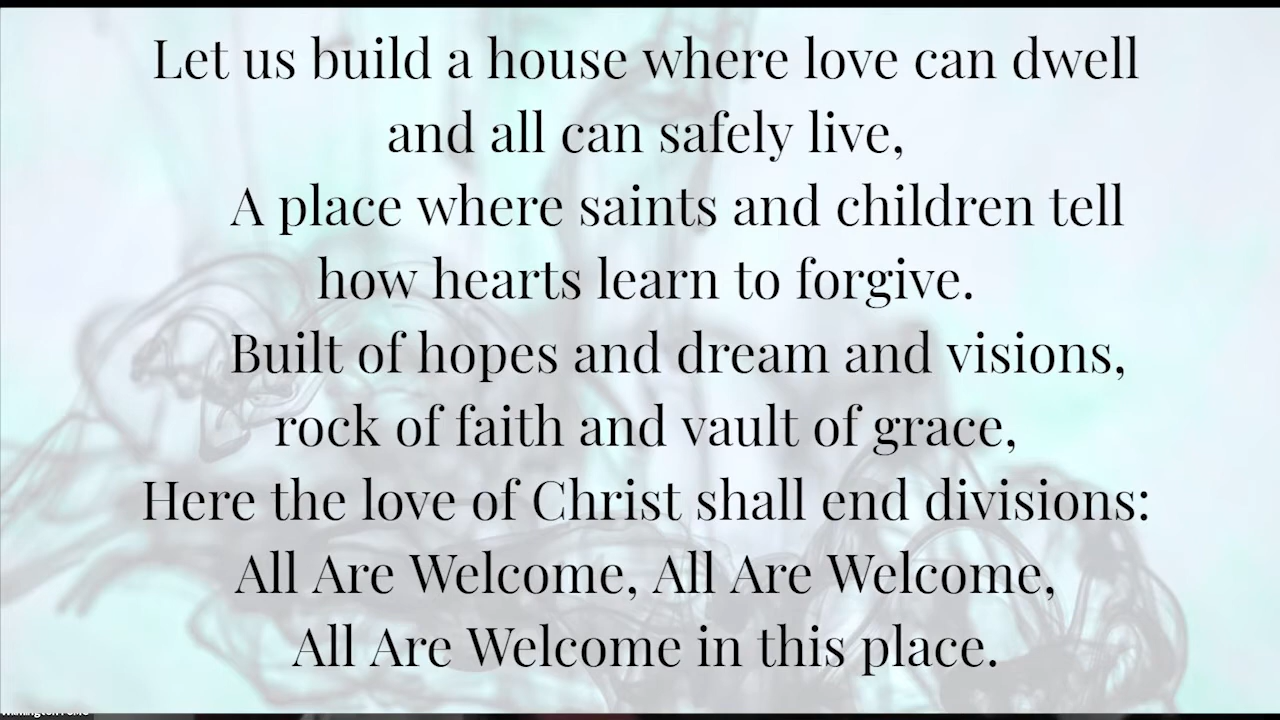 Let us build a house where love can dwell
and all can safely live,
A place where saints and children tell
how hearts learn to forgive.
Built of hopes and dream and visions,
rock of faith and vault of grace,
Here the love of Christ shall end divisions:
All Are Welcome, All Are Welcome,
All Are Welcome in this place.